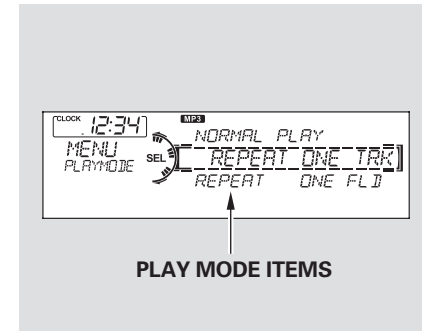 CLOCK 12:34
MP3
NORMAL PLAY
MENU
PLAYMODE
SEL
REPEAT ONE TRK
REPEAT ONE FLD
PLAY MODE ITEMS